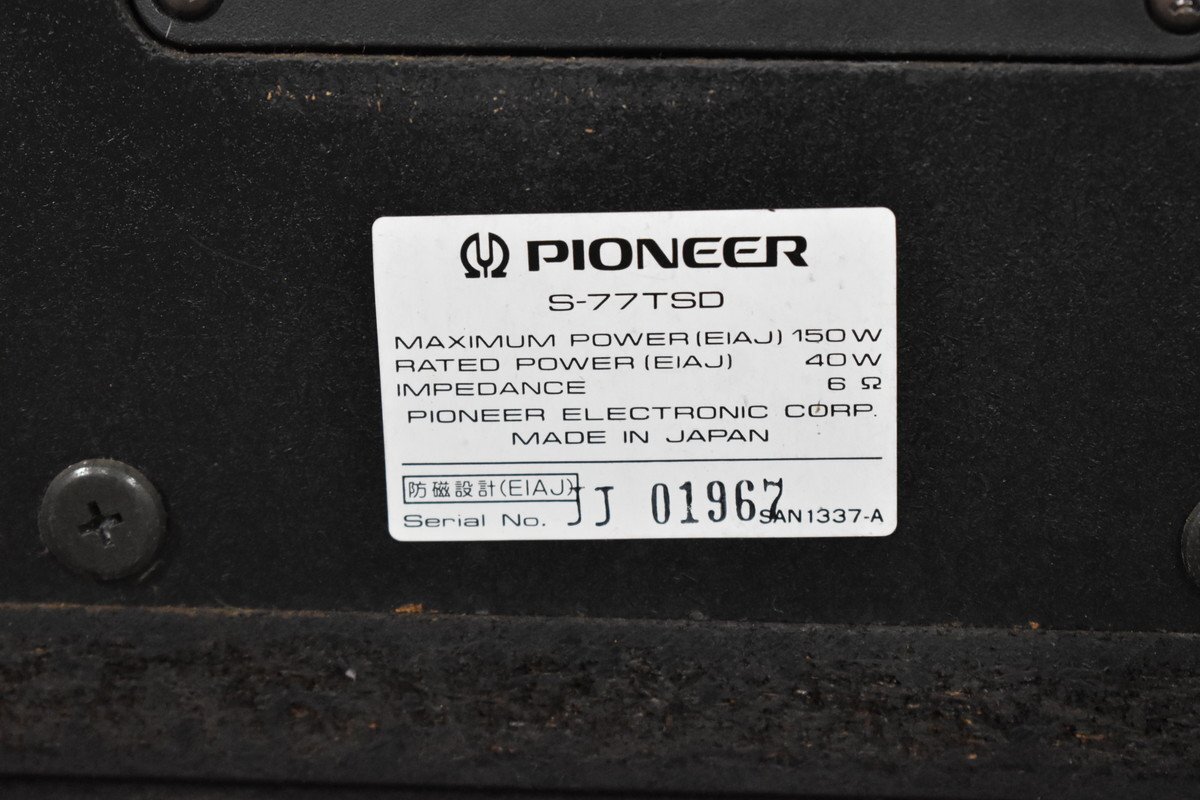 PIONEER
S-77TSD
MAXIMUM POWER (EIAJ) 150 W
RATED POWER (EIAJ) 40 W
IMPEDANCE 6 Ω
PIONEER ELECTRONIC CORP.
MADE IN JAPAN
防磁設計(EIAJ)
Serial No. JJ 01967 SAN1337-A